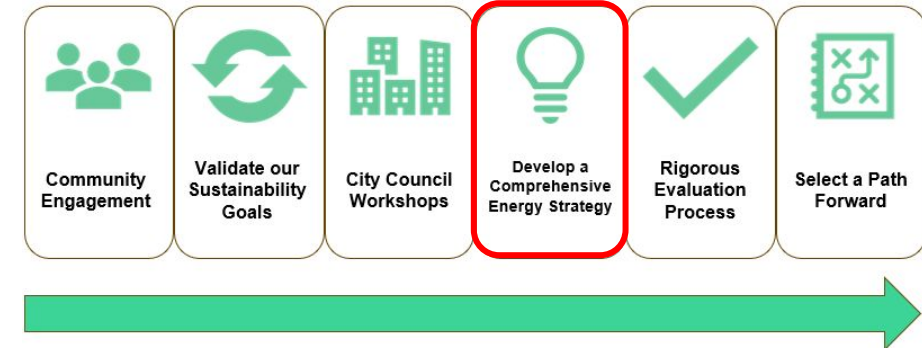 Community
Engagement
Validate our
Sustainability
Goals
City Council
Workshops
Develop a
Comprehensive
Energy Strategy
Rigorous
Evaluation
Process
Select a Path
Forward